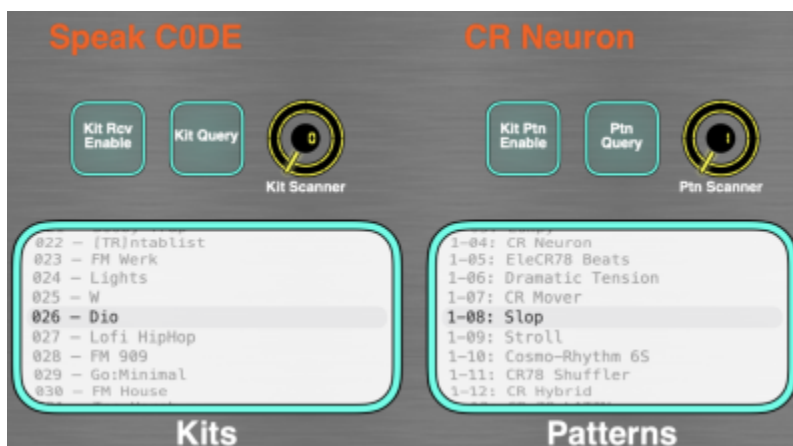 Speak C0DE
CR Neuron
Kit Rcv
Enable
Kit Query
0
Kit Scanner
Kit Ptn
Enable
Ptn
Query
1
Ptn Scanner
022 – [TR]ntablist
023 – FM Werk
024 – Lights
025 – W
026 – Dio
027 – Lofi HipHop
028 – FM 909
029 – Go:Minimal
030 – FM House
Kits
1-04: CR Neuron
1-05: EleCR78 Beats
1-06: Dramatic Tension
1-07: CR Mover
1-08: Slop
1-09: Stroll
1-10: Cosmo-Rhythm 6S
1-11: CR78 Shuffler
1-12: CR Hybrid
Patterns